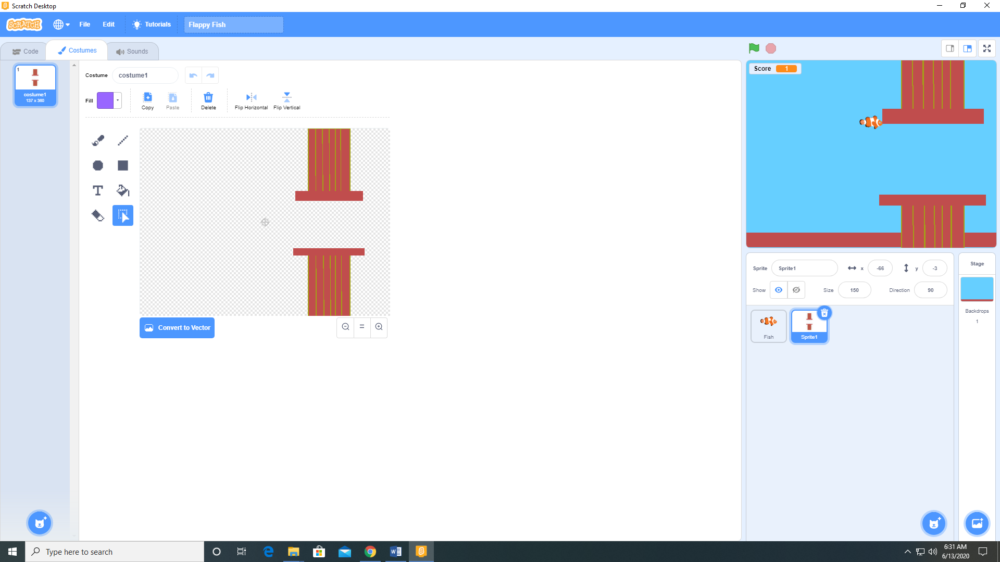 Scratch Desktop
SCRATCH
File
Edit
Tutorials
Flappy Fish
Code
Costumes
Sounds
1
costume1
137 x 360
Costume
costume1
Fill
Copy
Paste
Delete
Flip Horizontal
Flip Vertical
T
Convert to Vector
Score 1
Sprite
Sprite1
x
-66
y
-3
Show
Size
150
Direction
90
Fish
Sprite1
Stage
Backdrops
1
Type here to search
6:31 AM
6/13/2020